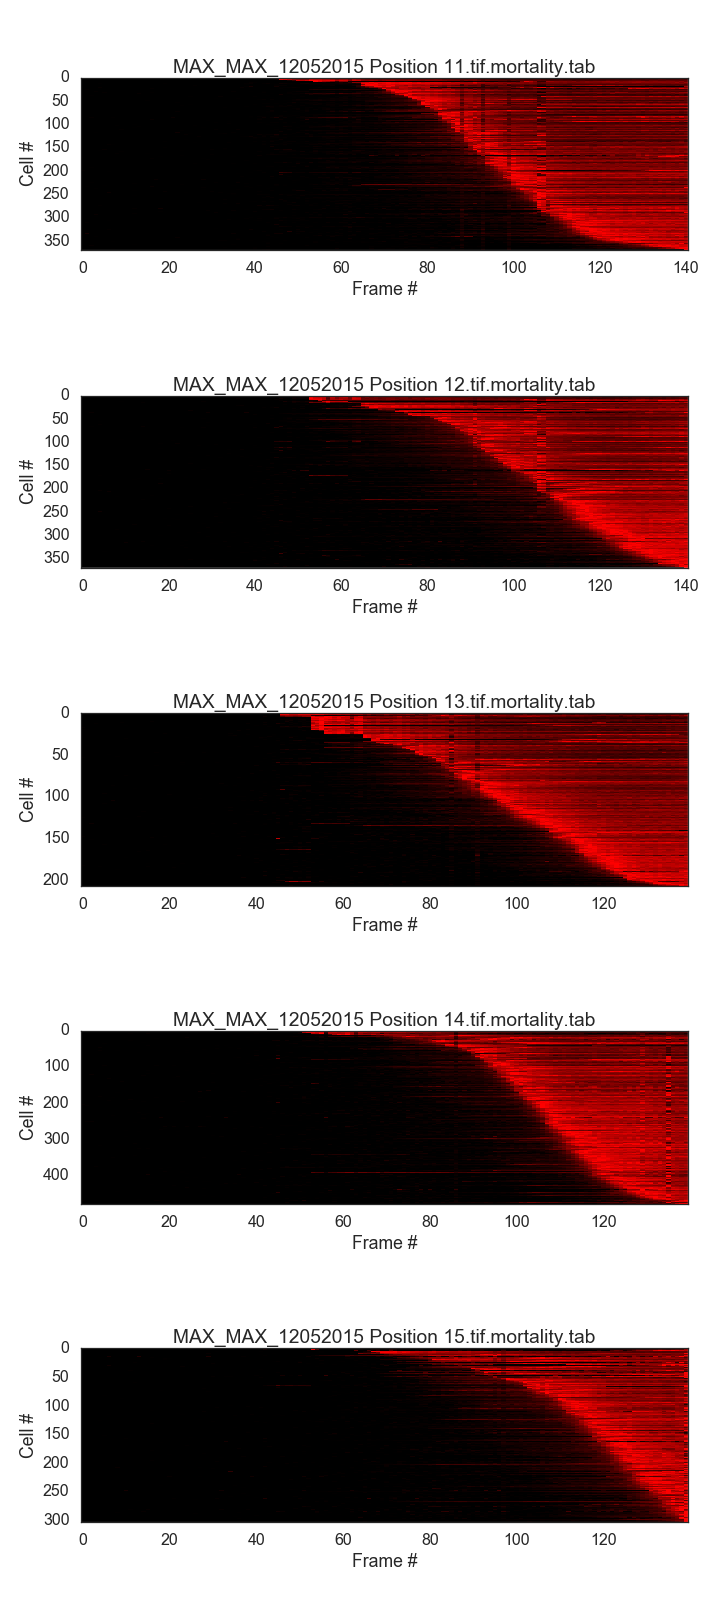 MAX_MAX_12052015 Position 11.tif.mortality.tab
0
50
100
150
200
250
300
350
Cell #
0 20 40 60 80 100 120 140
Frame #
MAX_MAX_12052015 Position 12.tif.mortality.tab
0
50
100
150
200
250
300
350
Cell #
0 20 40 60 80 100 120 140
Frame #
MAX_MAX_12052015 Position 13.tif.mortality.tab
0
50
100
150
200
Cell #
0 20 40 60 80 100 120
Frame #
MAX_MAX_12052015 Position 14.tif.mortality.tab
0
100
200
300
400
Cell #
0 20 40 60 80 100 120
Frame #
MAX_MAX_12052015 Position 15.tif.mortality.tab
0
50
100
150
200
250
300
Cell #
0 20 40 60 80 100 120
Frame #